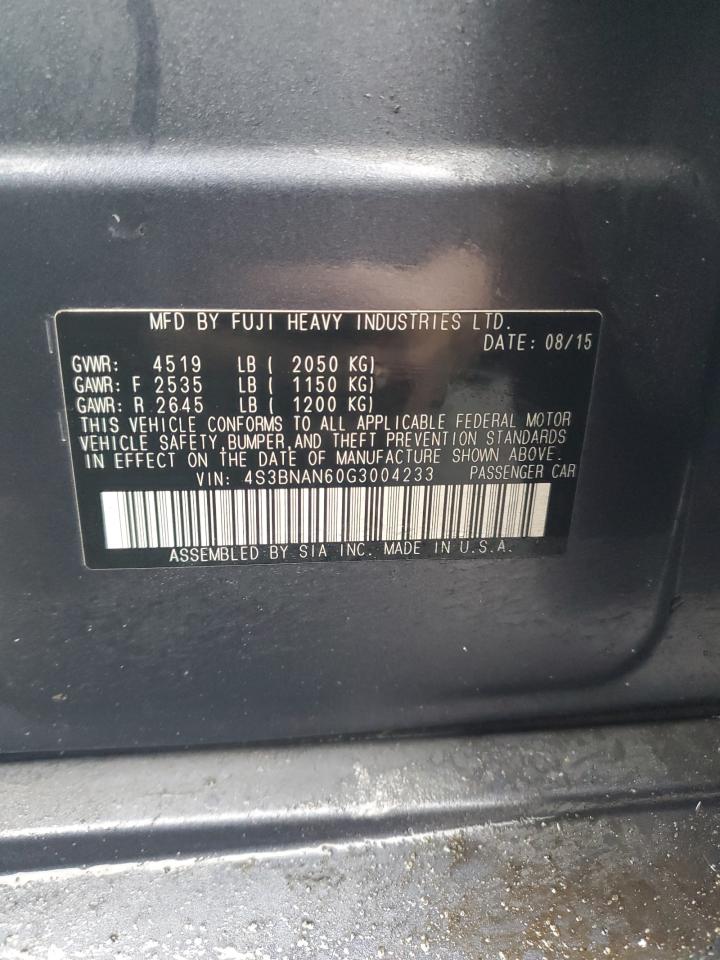 MFD BY FUJI HEAVY INDUSTRIES LTD.
DATE: 08/15
GVWR: 4519 LB ( 2050 KG)
GAWR: F 2535 LB ( 1150 KG)
GAWR: R 2645 LB ( 1200 KG)
THIS VEHICLE CONFORMS TO ALL APPLICABLE FEDERAL MOTOR
VEHICLE SAFETY, BUMPER, AND THEFT PREVENTION STANDARDS
IN EFFECT ON THE DATE OF MANUFACTURE SHOWN ABOVE.
VIN: 4S3BNAN60G3004233 PASSENGER CAR
ASSEMBLED BY SIA INC. MADE IN U.S.A.